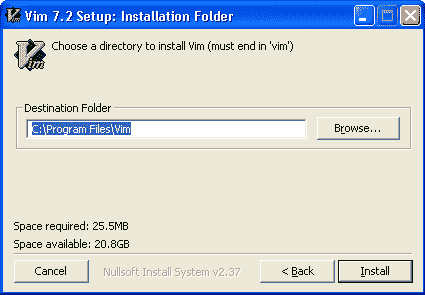 Vim 7.2 Setup: Installation Folder
Vim
Choose a directory to install Vim (must end in 'vim')
Destination Folder
C:\Program Files\Vim
Browse...
Space required: 25.5MB
Space available: 20.8GB
Cancel
Nullsoft Install System v2.37
< Back
Install